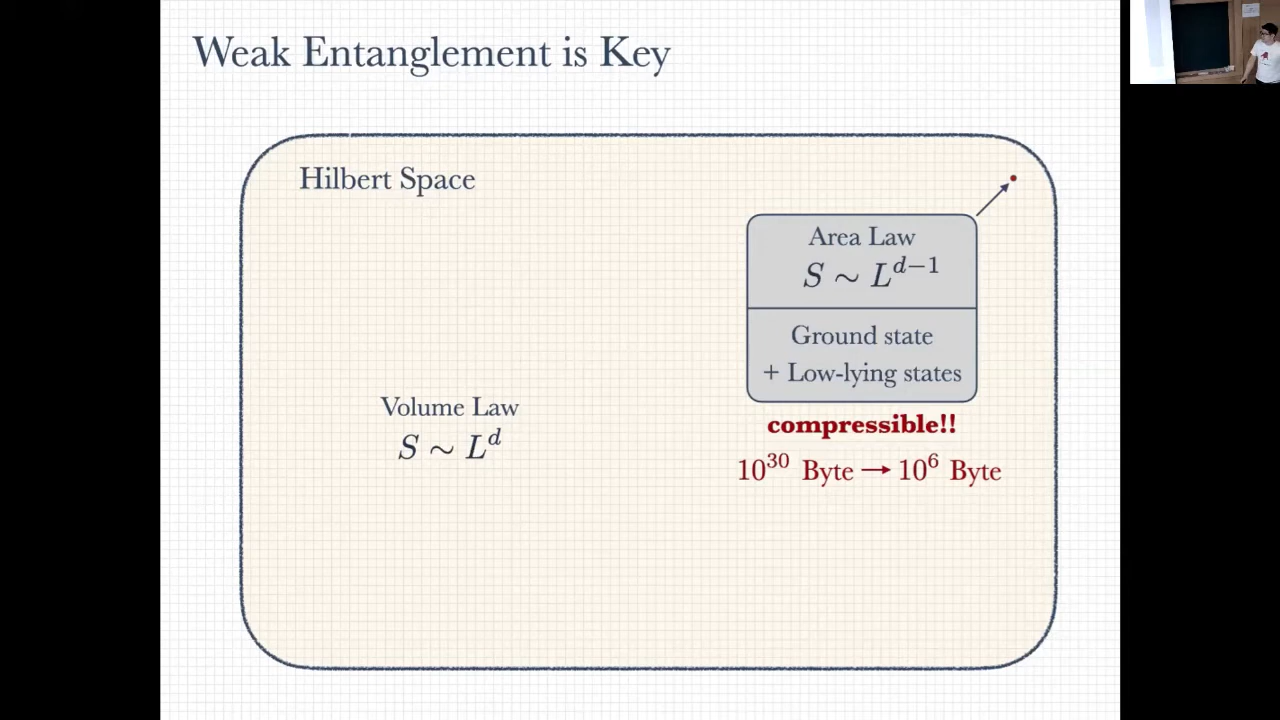 Weak Entanglement is Key
Hilbert Space
Area Law
S ∼ L^{d−1}
Ground state
+ Low-lying states
Volume Law
S ∼ L^d
compressible!!
10^{30} Byte → 10^6 Byte